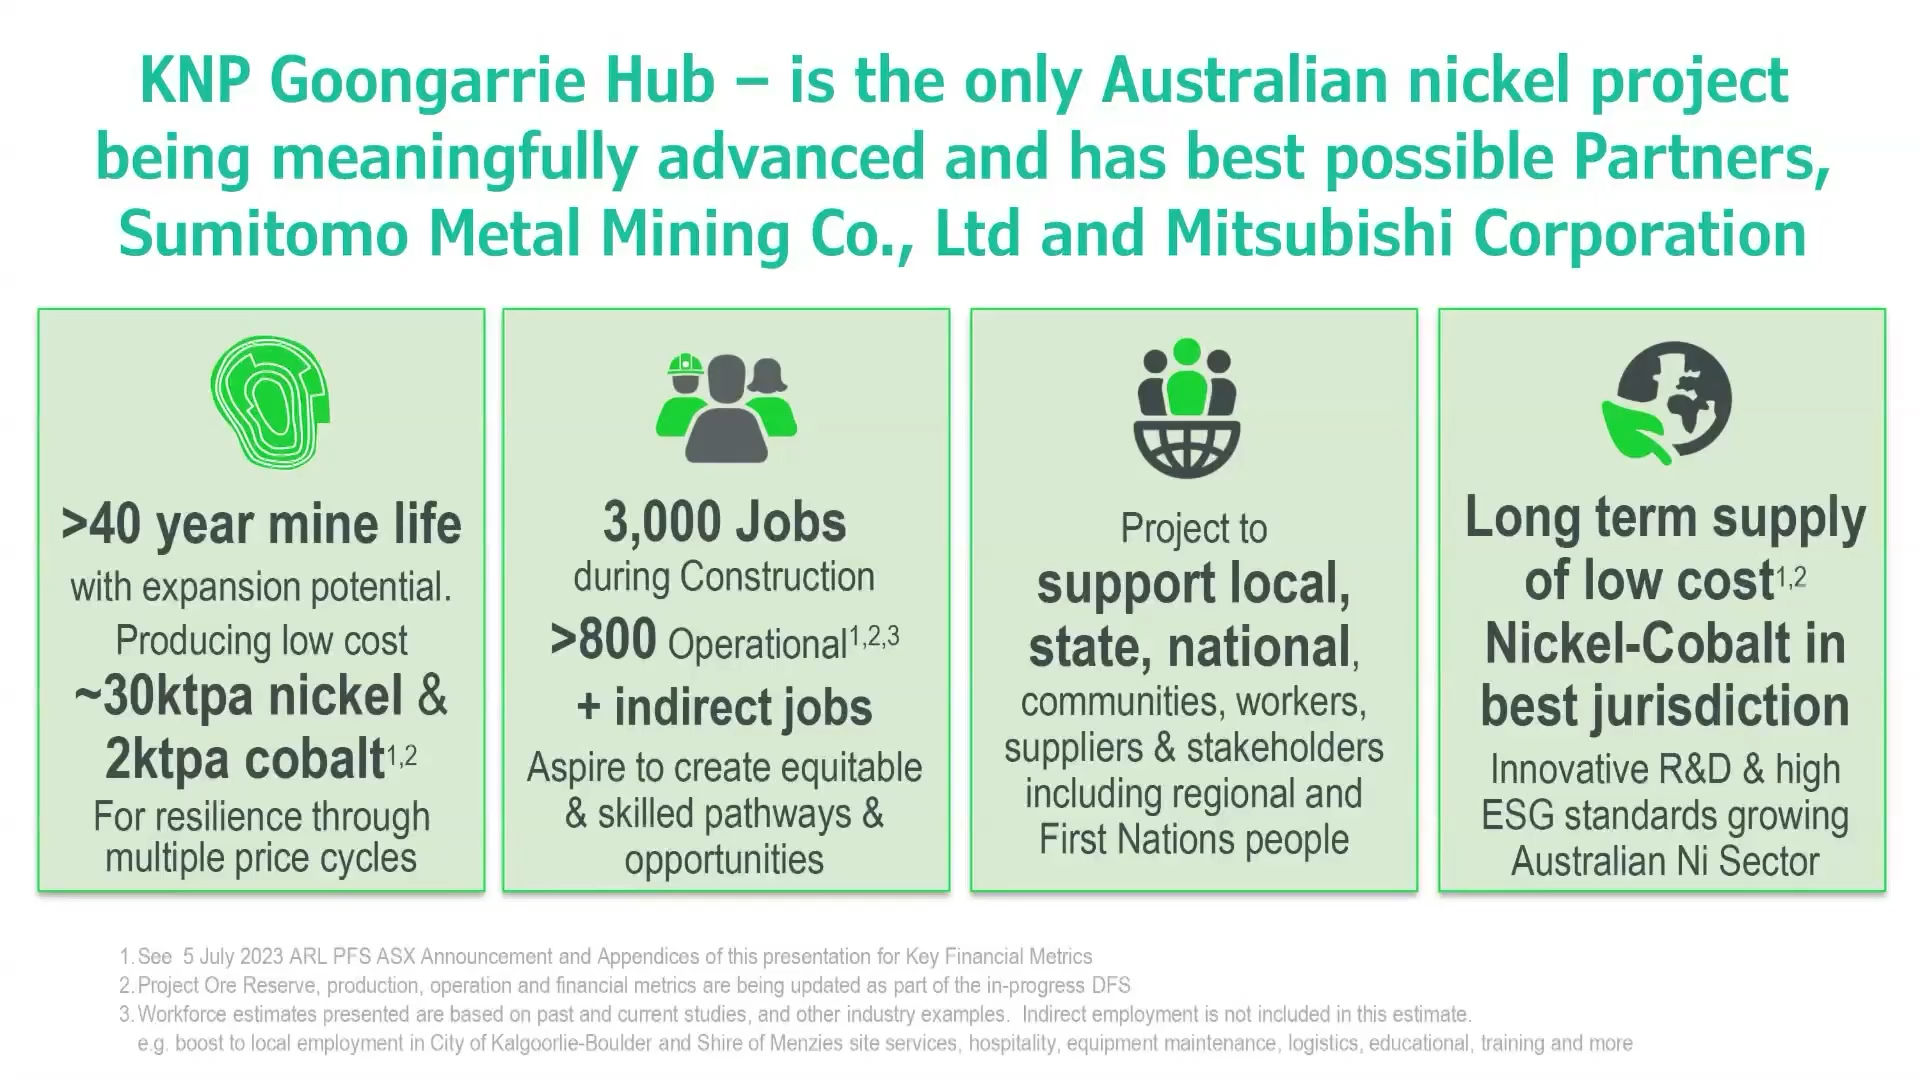 KNP Goongarrie Hub – is the only Australian nickel project
being meaningfully advanced and has best possible Partners,
Sumitomo Metal Mining Co., Ltd and Mitsubishi Corporation
>40 year mine life
with expansion potential.
Producing low cost
~30ktpa nickel &
2ktpa cobalt1,2
For resilience through
multiple price cycles
3,000 Jobs
during Construction
>800 Operational1,2,3
+ indirect jobs
Aspire to create equitable
& skilled pathways &
opportunities
Project to
support local,
state, national,
communities, workers,
suppliers & stakeholders
including regional and
First Nations people
Long term supply
of low cost1,2
Nickel-Cobalt in
best jurisdiction
Innovative R&D & high
ESG standards growing
Australian Ni Sector
1. See 5 July 2023 ARL PFS ASX Announcement and Appendices of this presentation for Key Financial Metrics
2. Project Ore Reserve, production, operation and financial metrics are being updated as part of the in-progress DFS
3. Workforce estimates presented are based on past and current studies, and other industry examples. Indirect employment is not included in this estimate.
e.g. boost to local employment in City of Kalgoorlie-Boulder and Shire of Menzies site services, hospitality, equipment maintenance, logistics, educational, training and more